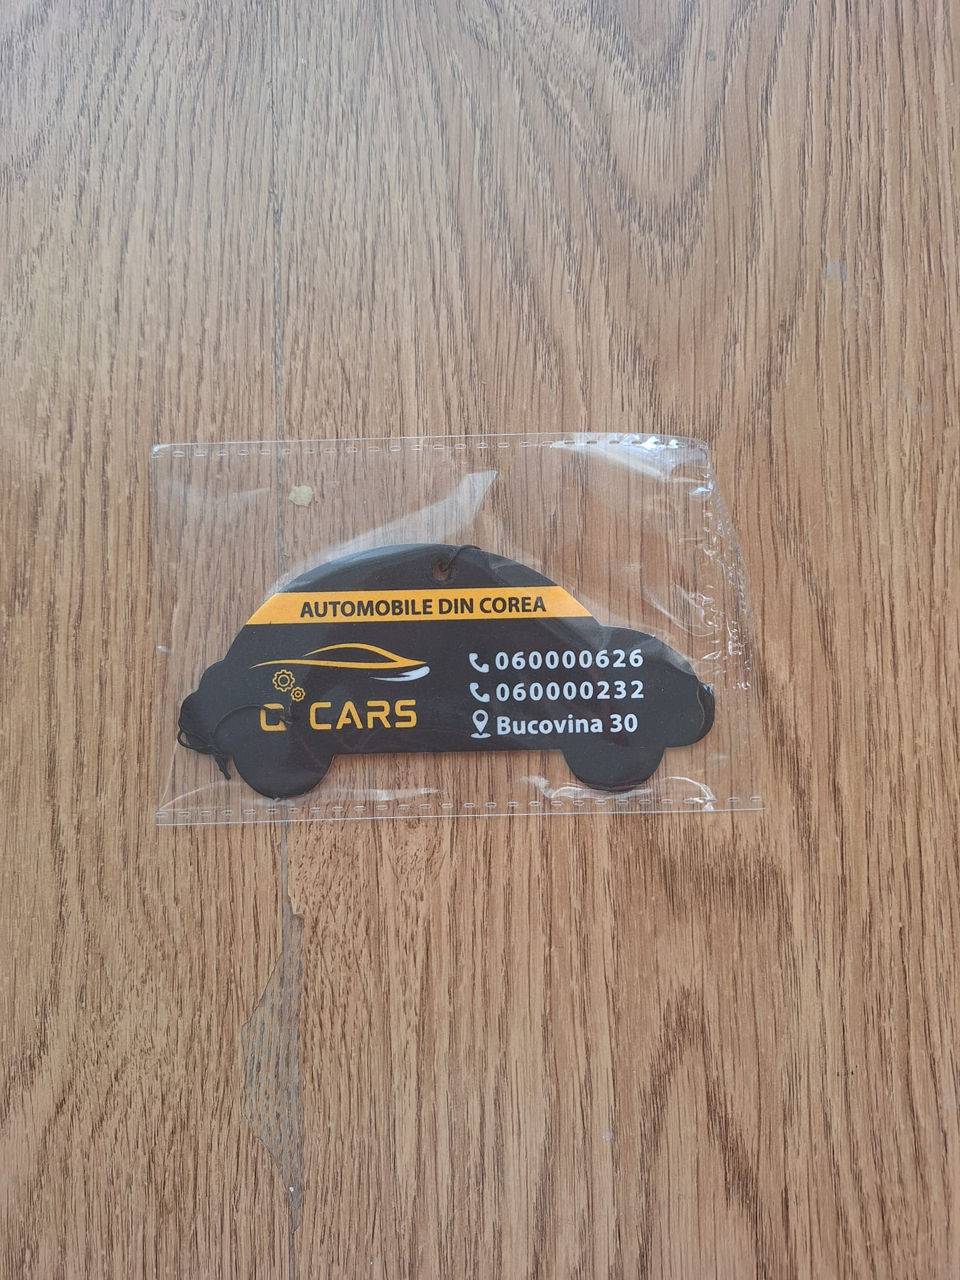 AUTOMOBILE DIN COREA
CARS
060000626
060000232
Bucovina 30